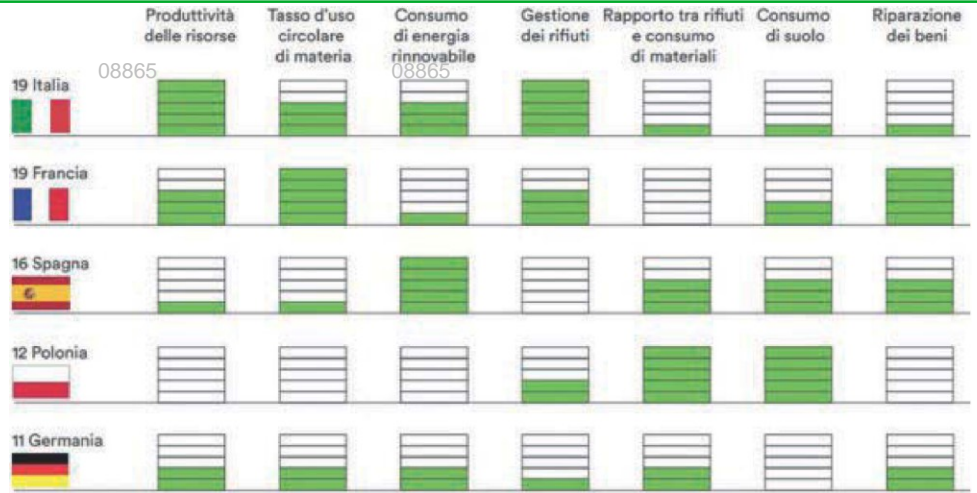 Produttività
delle risorse
Tasso d'uso
circolare
di materia
Consumo
di energia
rinnovabile
Gestione
dei rifiuti
Rapporto tra rifiuti
e consumo
di materiali
Consumo
di suolo
Riparazione
dei beni
08865
08865
19 Italia
19 Francia
16 Spagna
12 Polonia
11 Germania